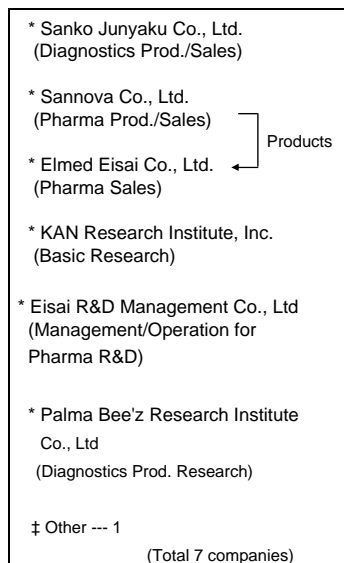 * Sanko Junyaku Co., Ltd.
(Diagnostics Prod./Sales)
* Sannova Co., Ltd.
(Pharma Prod./Sales)
Products
* Elmed Eisai Co., Ltd.
(Pharma Sales)
* KAN Research Institute, Inc.
(Basic Research)
* Eisai R&D Management Co., Ltd
(Management/Operation for
Pharma R&D)
* Palma Bee'z Research Institute
Co., Ltd
(Diagnostics Prod. Research)
‡ Other --- 1
(Total 7 companies)